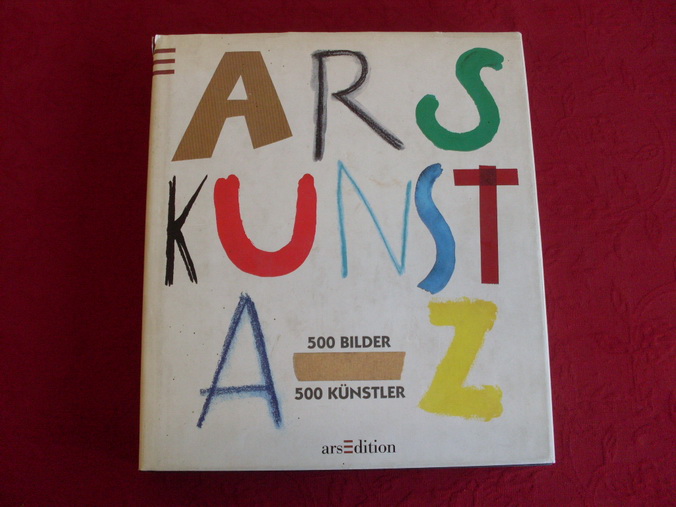 ARS
KUNST
A-Z
500 BILDER
500 KÜNSTLER
arsEdition